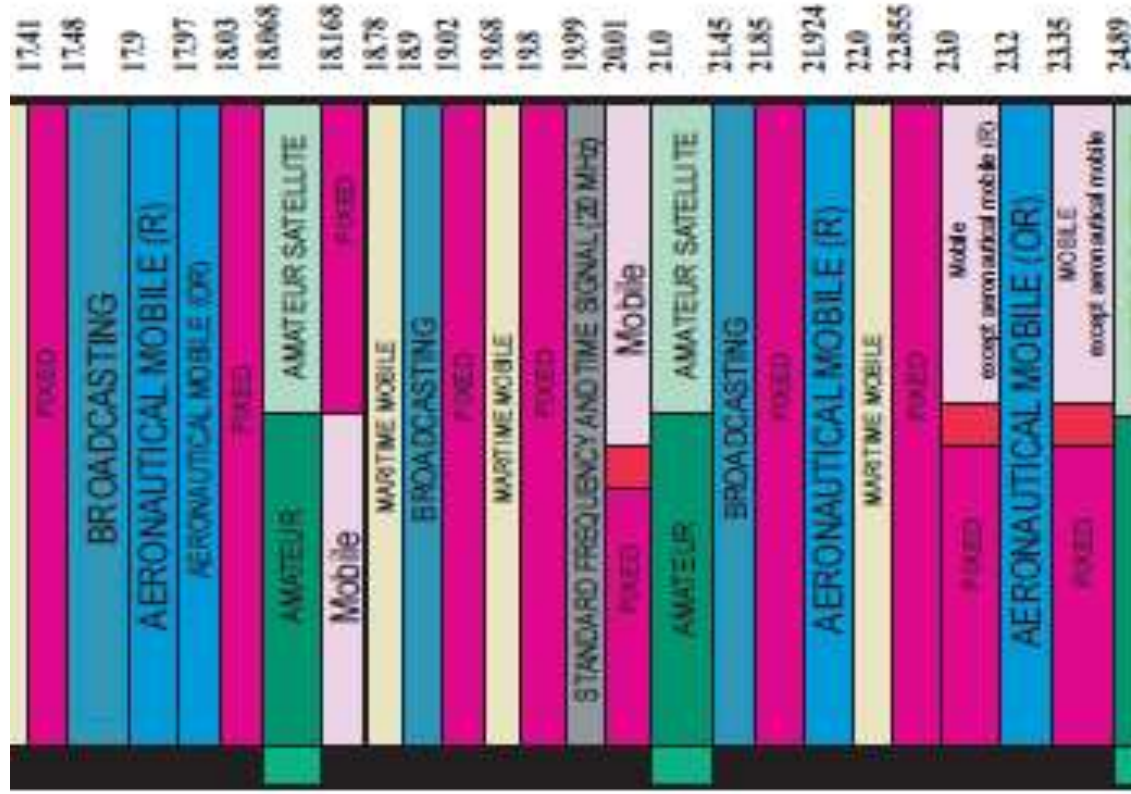 17.41
17.48
17.9
17.97
18.03
18.068
18.168
18.78
18.9
19.02
19.68
19.8
19.99
20.01
21.0
21.45
21.85
21.924
22.0
22.855
23.0
23.2
23.35
24.89
FIXED
BROADCASTING
AERONAUTICAL MOBILE (R)
AERONAUTICAL MOBILE (OR)
FIXED
AMATEUR
AMATEUR SATELLITE
Mobile
FIXED
MARITIME MOBILE
BROADCASTING
FIXED
MARITIME MOBILE
FIXED
STANDARD FREQUENCY AND TIME SIGNAL (20 MHz)
FIXED
Mobile
AMATEUR
AMATEUR SATELLITE
BROADCASTING
FIXED
AERONAUTICAL MOBILE (R)
MARITIME MOBILE
FIXED
FIXED
Mobile
except aeronautical mobile (R)
AERONAUTICAL MOBILE (OR)
FIXED
MOBILE
except aeronautical mobile